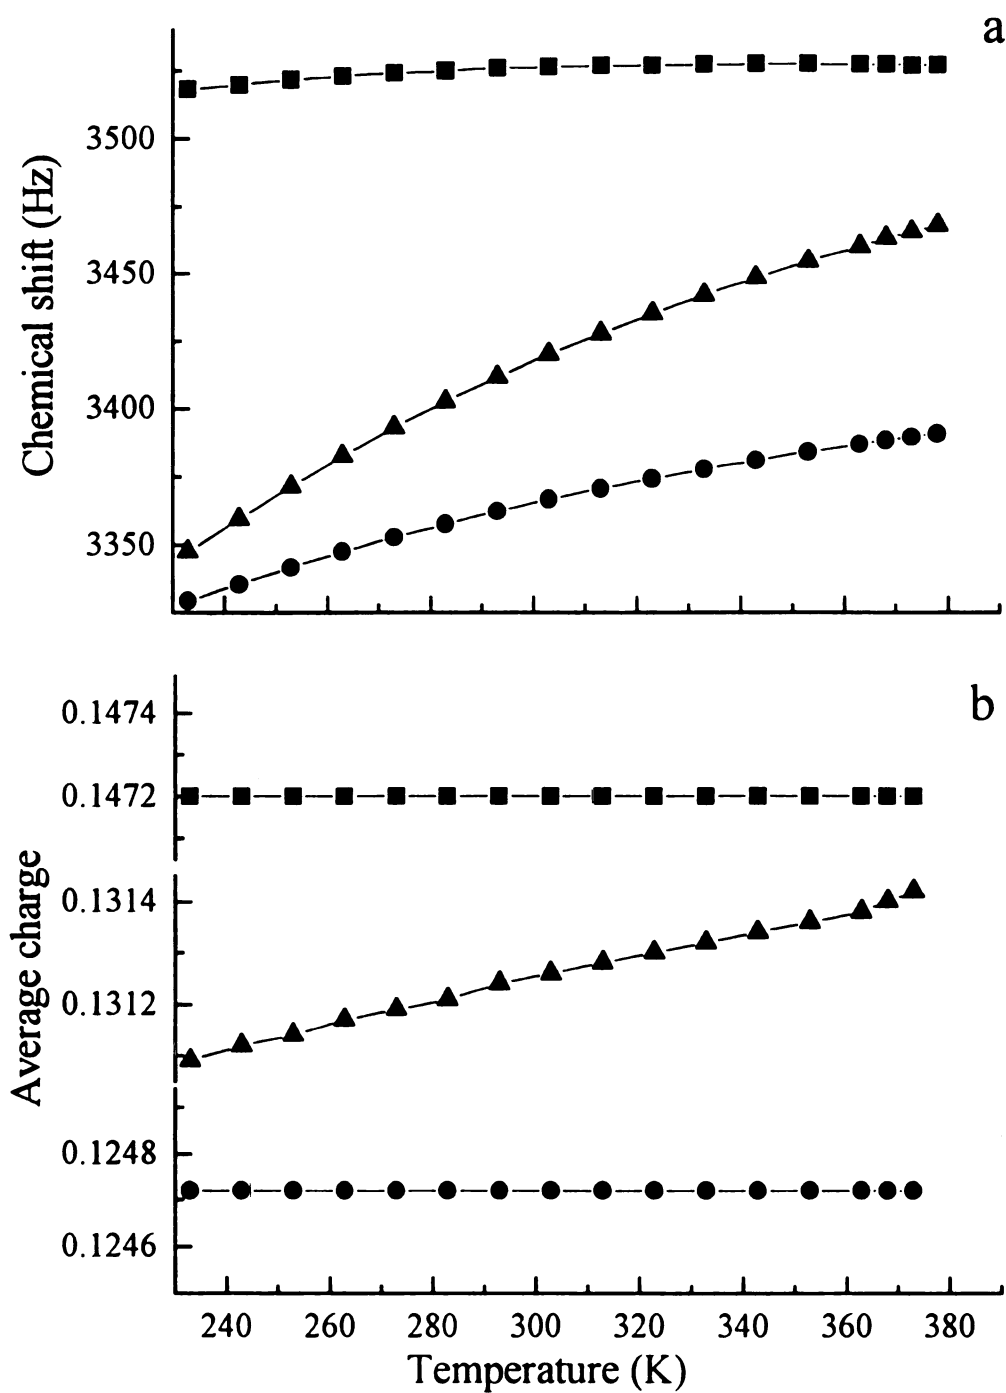 a
3500
3450
3400
3350
Chemical shift (Hz)
b
0.1474
0.1472
0.1314
0.1312
0.1248
0.1246
Average charge
240 260 280 300 320 340 360 380
Temperature (K)